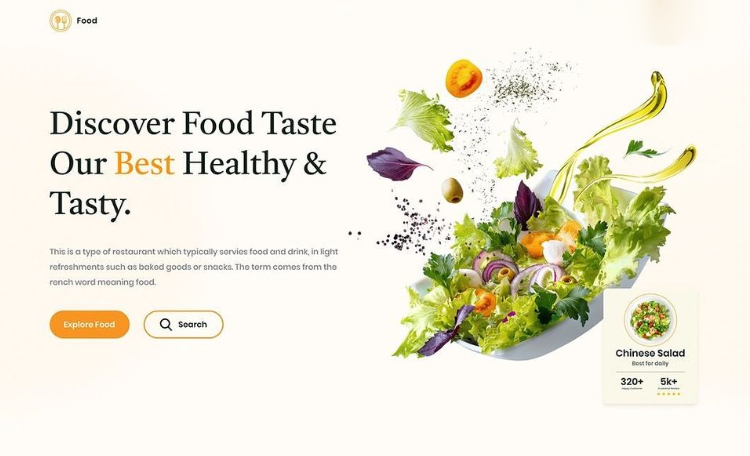 Food
Discover Food Taste
Our Best Healthy &
Tasty.
This is a type of restaurant which typically servies food and drink, in light
refreshments such as baked goods or snacks. The term comes from the
rench word meaning food.
Explore Food
Search
Chinese Salad
Best for daily
320+
5k+